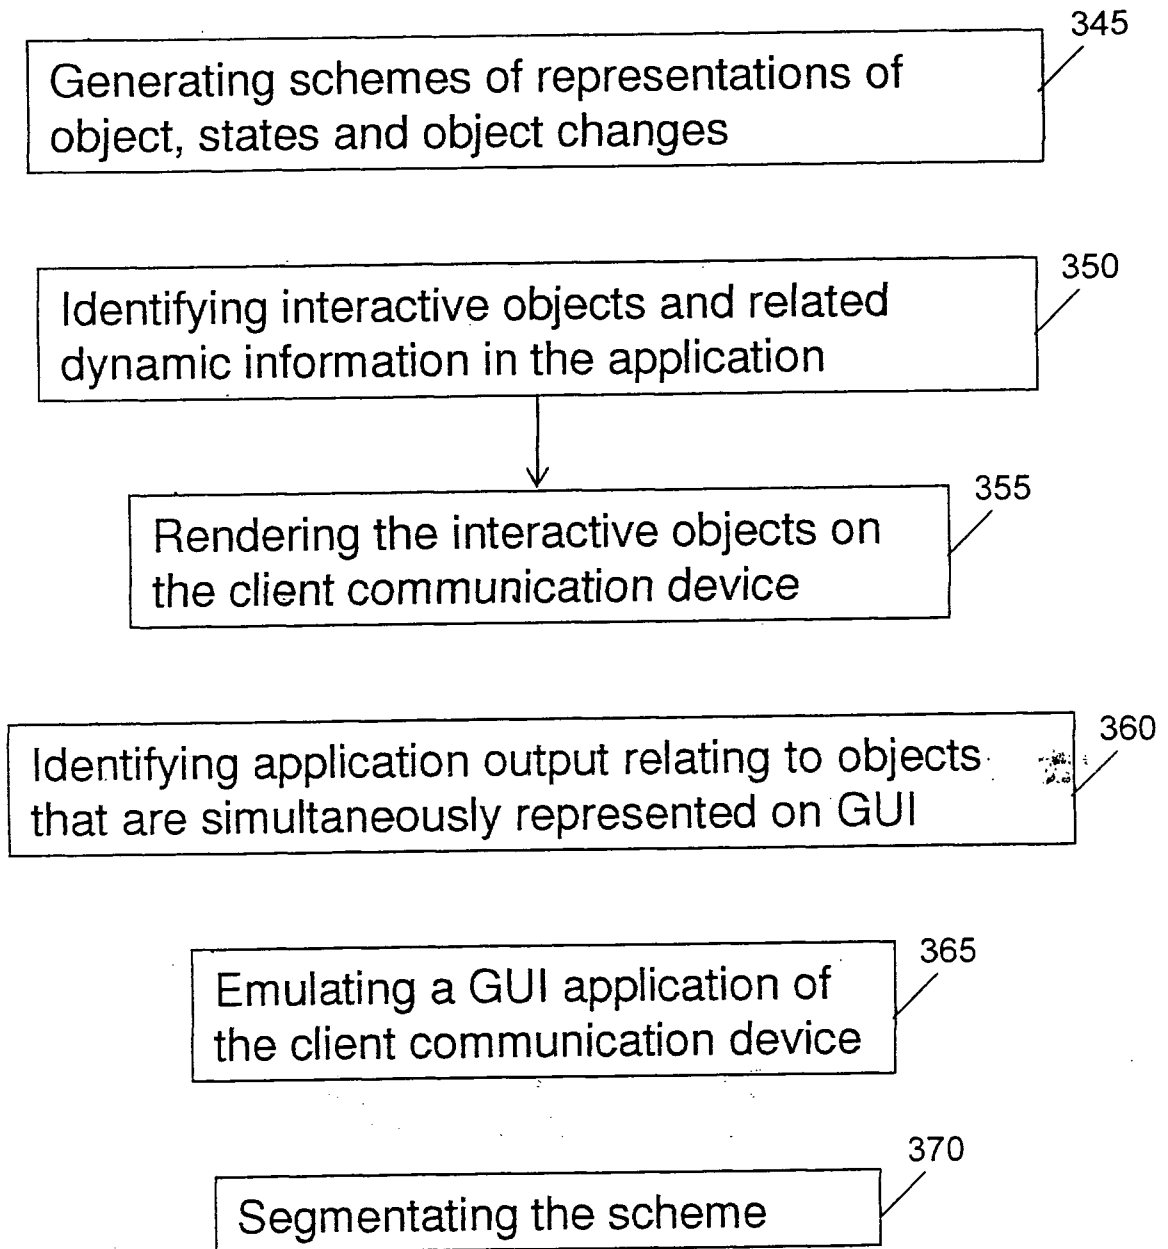 345
Generating schemes of representations of
object, states and object changes
350
Identifying interactive objects and related
dynamic information in the application
355
Rendering the interactive objects on
the client communication device
360
Identifying application output relating to objects
that are simultaneously represented on GUI
365
Emulating a GUI application of
the client communication device
370
Segmentating the scheme